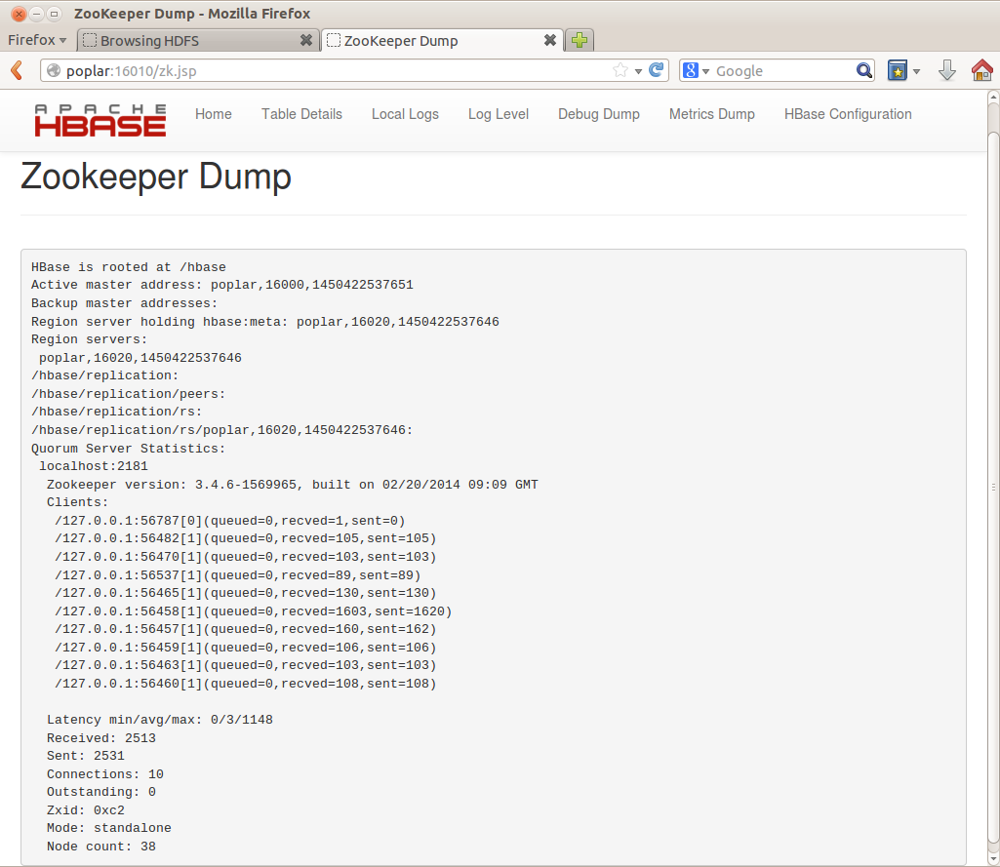 ZooKeeper Dump - Mozilla Firefox
Firefox
Browsing HDFS
ZooKeeper Dump
poplar:16010/zk.jsp
8
Google
APACHE
HBASE
Home
Table Details
Local Logs
Log Level
Debug Dump
Metrics Dump
HBase Configuration
Zookeeper Dump
HBase is rooted at /hbase
Active master address: poplar,16000,1450422537651
Backup master addresses:
Region server holding hbase:meta: poplar,16020,1450422537646
Region servers:
 poplar,16020,1450422537646
/hbase/replication:
/hbase/replication/peers:
/hbase/replication/rs:
/hbase/replication/rs/poplar,16020,1450422537646:
Quorum Server Statistics:
 localhost:2181
  Zookeeper version: 3.4.6-1569965, built on 02/20/2014 09:09 GMT
  Clients:
   /127.0.0.1:56787[0](queued=0,recved=1,sent=0)
   /127.0.0.1:56482[1](queued=0,recved=105,sent=105)
   /127.0.0.1:56470[1](queued=0,recved=103,sent=103)
   /127.0.0.1:56537[1](queued=0,recved=89,sent=89)
   /127.0.0.1:56465[1](queued=0,recved=130,sent=130)
   /127.0.0.1:56458[1](queued=0,recved=1603,sent=1620)
   /127.0.0.1:56457[1](queued=0,recved=160,sent=162)
   /127.0.0.1:56459[1](queued=0,recved=106,sent=106)
   /127.0.0.1:56463[1](queued=0,recved=103,sent=103)
   /127.0.0.1:56460[1](queued=0,recved=108,sent=108)
  Latency min/avg/max: 0/3/1148
  Received: 2513
  Sent: 2531
  Connections: 10
  Outstanding: 0
  Zxid: 0xc2
  Mode: standalone
  Node count: 38